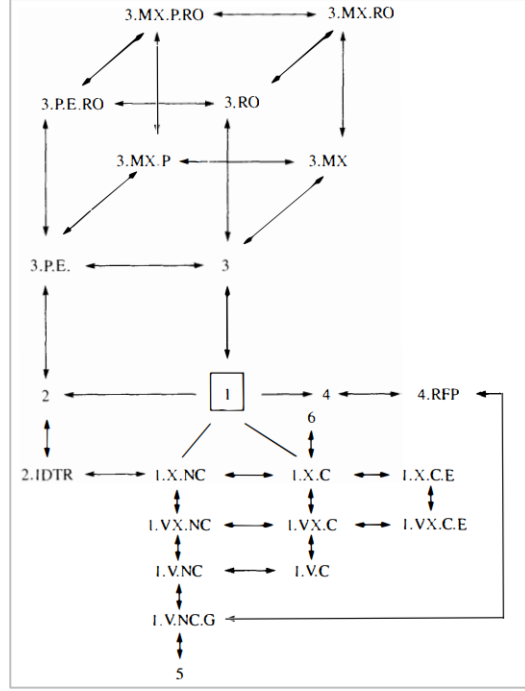 3.MX.P.RO 3.MX.RO
3.P.E.RO 3.RO
3.MX.P 3.MX
3.P.E. 3
2 1 4 4.RFP
6
2.IDTR 1.X.NC 1.X.C 1.X.C.E
1.VX.NC 1.VX.C 1.VX.C.E
1.V.NC 1.V.C
1.V.NC.G
5